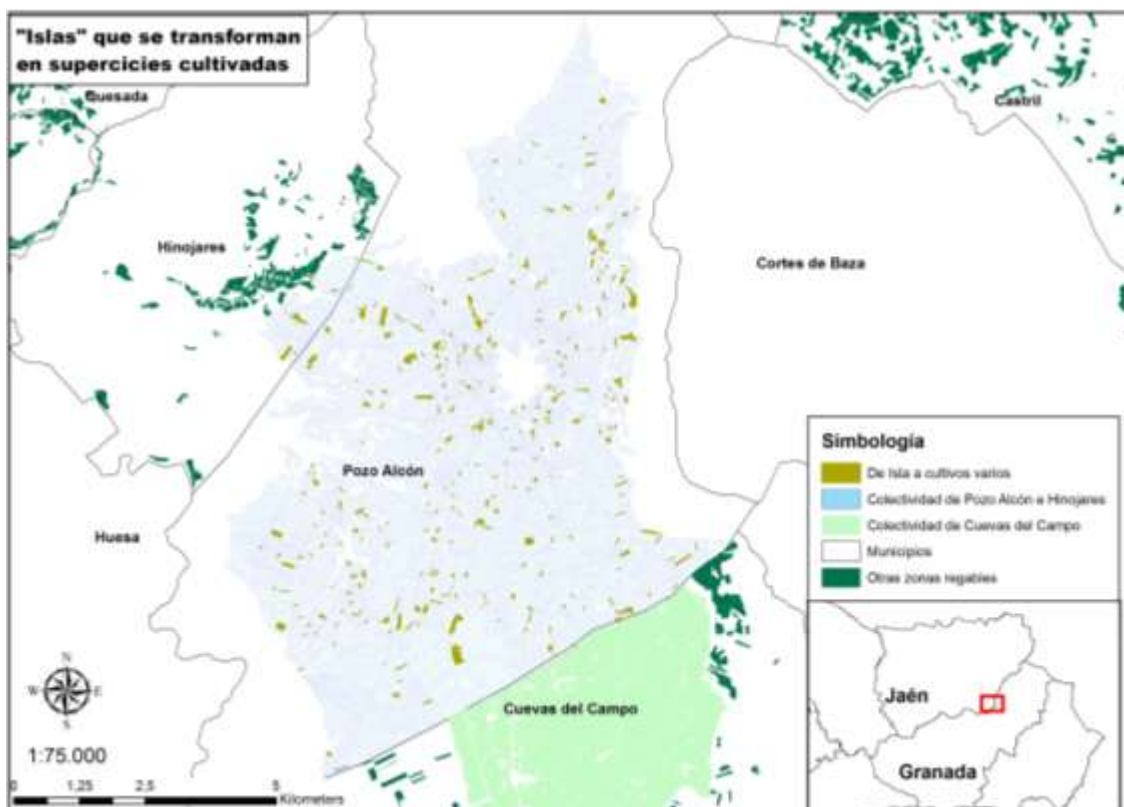 "Islas" que se transforman
en supercicies cultivadas
Quesada
Castril
Hinojares
Cortes de Baza
Pozo Alcón
Huesa
Cuevas del Campo
Simbología
De Isla a cultivos varios
Colectividad de Pozo Alcón e Hinojares
Colectividad de Cuevas del Campo
Municipios
Otras zonas regables
N
W E
S
1:75.000
0 1,25 2,5 5
Kilometers
Jaén
Granada